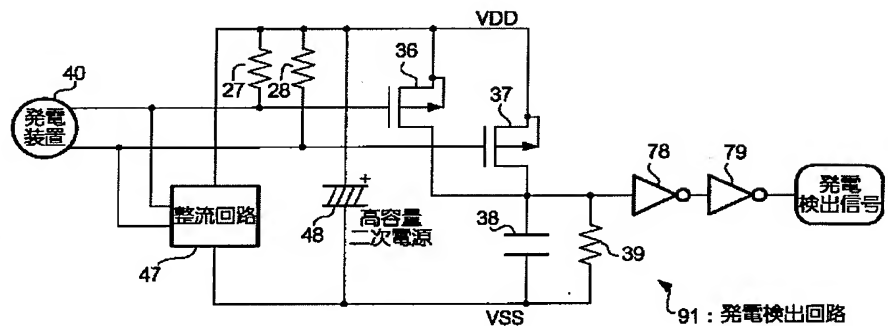 VDD
40
発電
装置
27
28
36
37
整流回路
47
+
48
高容量
二次電源
38
39
78
79
発電
検出信号
VSS
91：発電検出回路